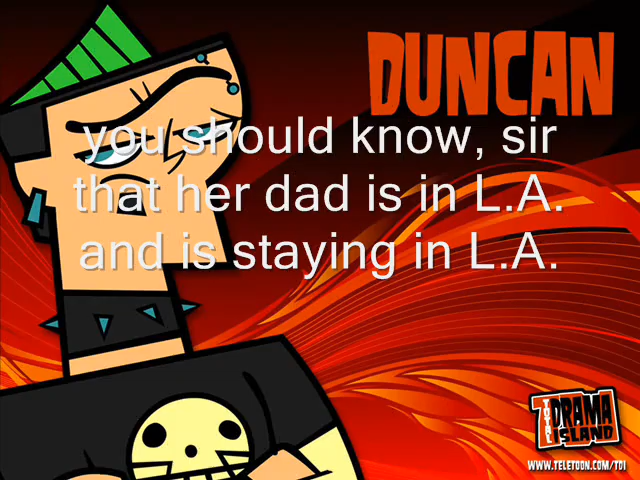 DUNCAN
you should know, sir
that her dad is in L.A.
and is staying in L.A.
TOTAL
DRAMA
ISLAND
WWW.TELETOON.COM/TDI